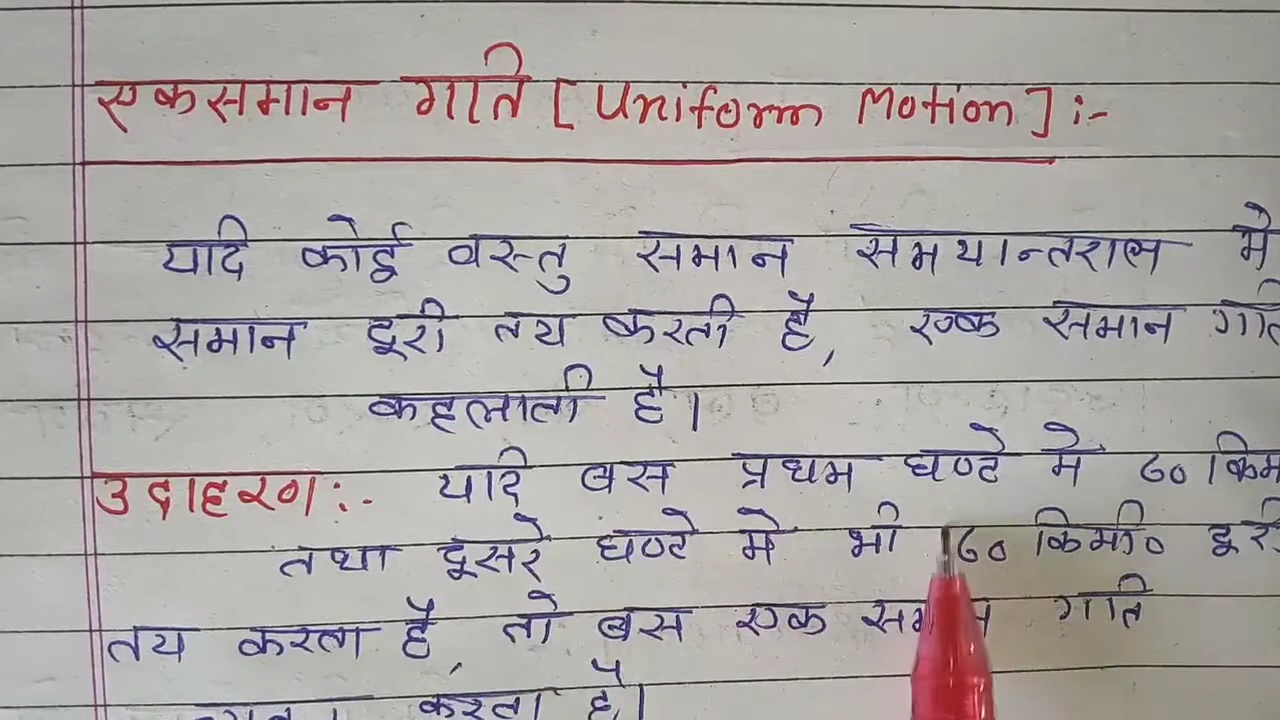 एकसमान गति [Uniform Motion] :-
यदि कोई वस्तु समान समयान्तराल मे
समान दूरी तय करती है, एक समान गति
कहलाती है।
उदाहरण:- यदि बस प्रथम घण्टे मे 60 किम
तथा दूसरे घण्टे मे भी 60 किमी० दूरी
तय करता है, तो बस एक समान गति
करता है।